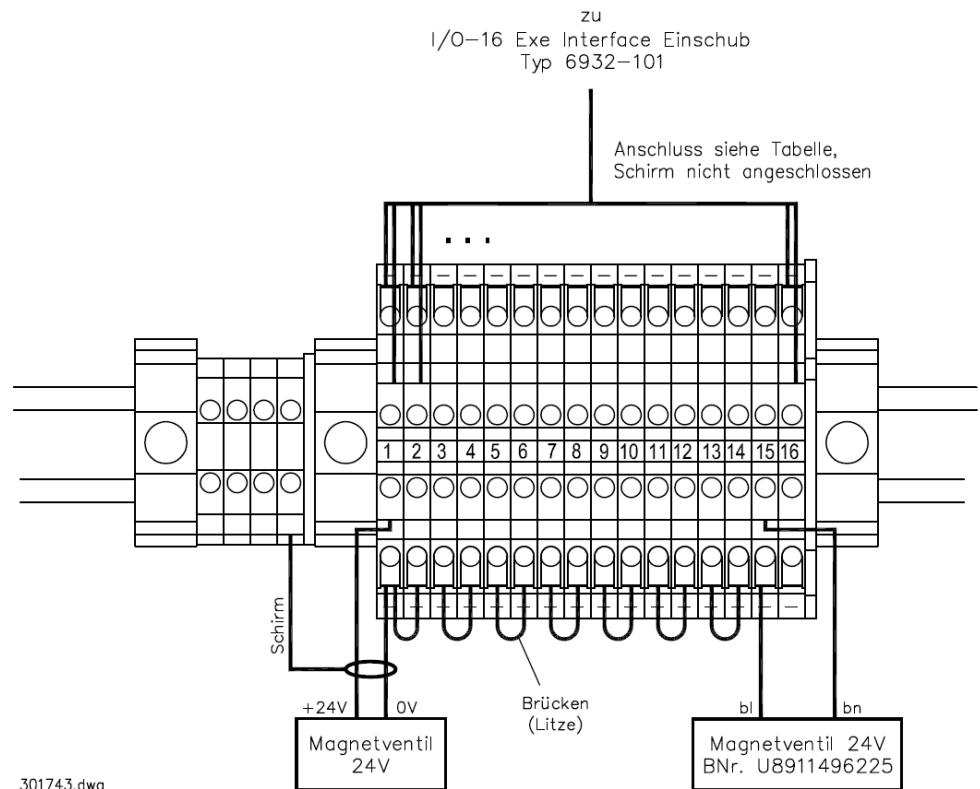 zu
I/O-16 Exe Interface Einschub
Typ 6932-101
Anschluss siehe Tabelle,
Schirm nicht angeschlossen
. . .
1 2 3 4 5 6 7 8 9 10 11 12 13 14 15 16
Schirm
Brücken
(Litze)
+24V 0V
bl bn
Magnetventil
24V
Magnetventil 24V
BNr. U8911496225
301743.dwg